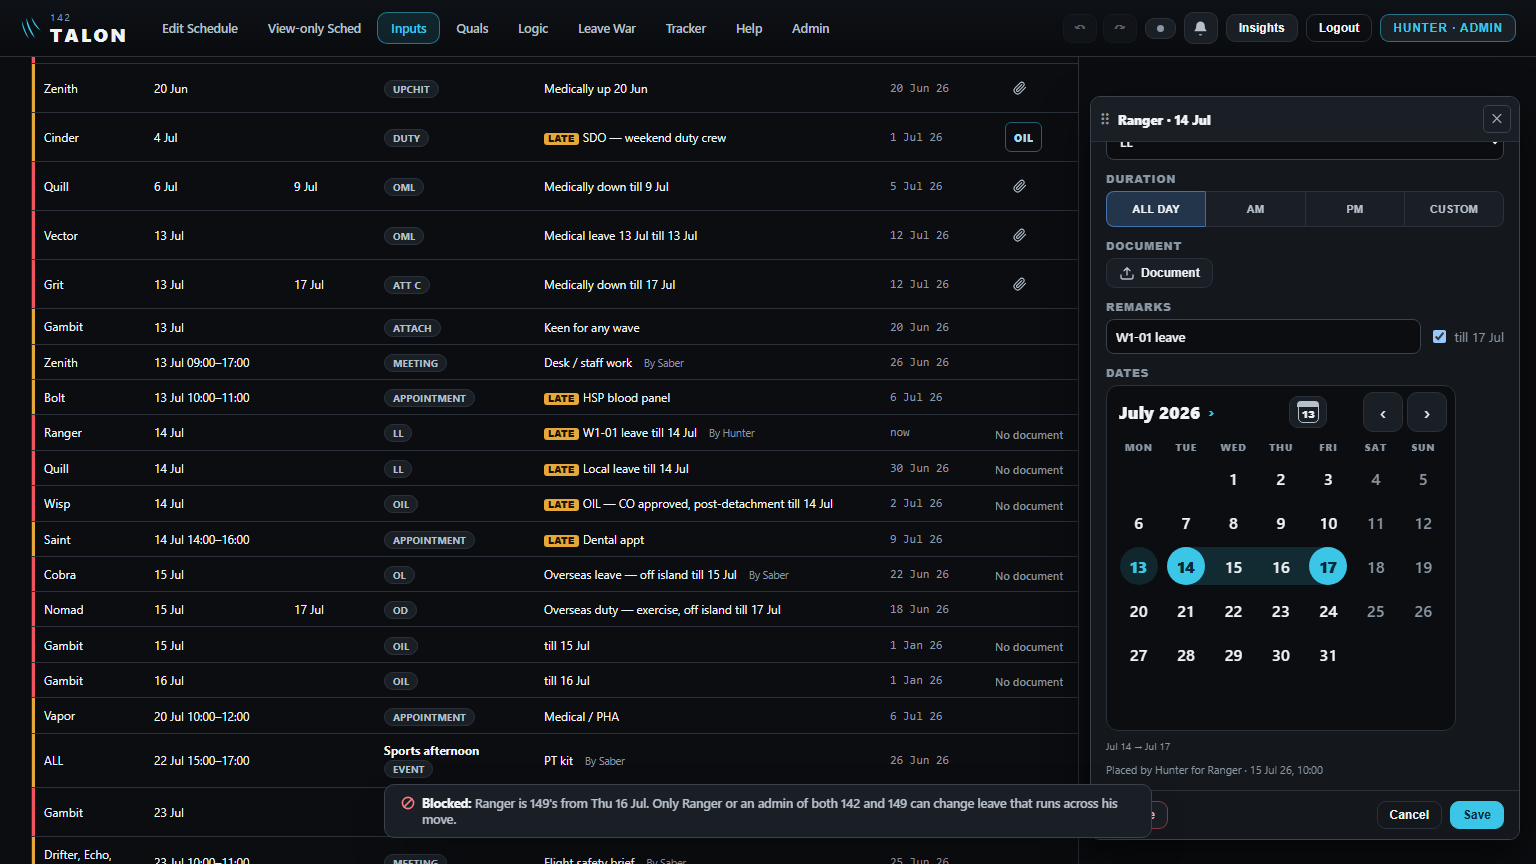 142
TALON
Edit Schedule
View-only Sched
Inputs
Quals
Logic
Leave War
Tracker
Help
Admin
Insights
Logout
HUNTER · ADMIN
Zenith 20 Jun UPCHIT Medically up 20 Jun 20 Jun 26
Cinder 4 Jul DUTY LATE SDO — weekend duty crew 1 Jul 26 OIL
Quill 6 Jul 9 Jul OML Medically down till 9 Jul 5 Jul 26
Vector 13 Jul OML Medical leave 13 Jul till 13 Jul 12 Jul 26
Grit 13 Jul 17 Jul ATT C Medically down till 17 Jul 12 Jul 26
Gambit 13 Jul ATTACH Keen for any wave 20 Jun 26
Zenith 13 Jul 09:00–17:00 MEETING Desk / staff work By Saber 26 Jun 26
Bolt 13 Jul 10:00–11:00 APPOINTMENT LATE HSP blood panel 6 Jul 26
Ranger 14 Jul LL LATE W1-01 leave till 14 Jul By Hunter now No document
Quill 14 Jul LL LATE Local leave till 14 Jul 30 Jun 26 No document
Wisp 14 Jul OIL LATE OIL — CO approved, post-detachment till 14 Jul 2 Jul 26 No document
Saint 14 Jul 14:00–16:00 APPOINTMENT LATE Dental appt 9 Jul 26
Cobra 15 Jul OL Overseas leave — off island till 15 Jul By Saber 22 Jun 26 No document
Nomad 15 Jul 17 Jul OD Overseas duty — exercise, off island till 17 Jul 18 Jun 26
Gambit 15 Jul OIL till 15 Jul 1 Jan 26 No document
Gambit 16 Jul OIL till 16 Jul 1 Jan 26 No document
Vapor 20 Jul 10:00–12:00 APPOINTMENT Medical / PHA 6 Jul 26
ALL 22 Jul 15:00–17:00 Sports afternoon EVENT PT kit By Saber 26 Jun 26
Gambit 23 Jul
Drifter, Echo, 23 Jul 10:00–11:00 MEETING Flight safety brief By Saber 25 Jun 26
Ranger · 14 Jul
LL
DURATION
ALL DAY AM PM CUSTOM
DOCUMENT
Document
REMARKS
W1-01 leave till 17 Jul
DATES
July 2026 › 13 ‹ ›
MON TUE WED THU FRI SAT SUN
1 2 3 4 5
6 7 8 9 10 11 12
13 14 15 16 17 18 19
20 21 22 23 24 25 26
27 28 29 30 31
Jul 14 → Jul 17
Placed by Hunter for Ranger · 15 Jul 26, 10:00
Cancel Save
Blocked: Ranger is 149's from Thu 16 Jul. Only Ranger or an admin of both 142 and 149 can change leave that runs across his
move.